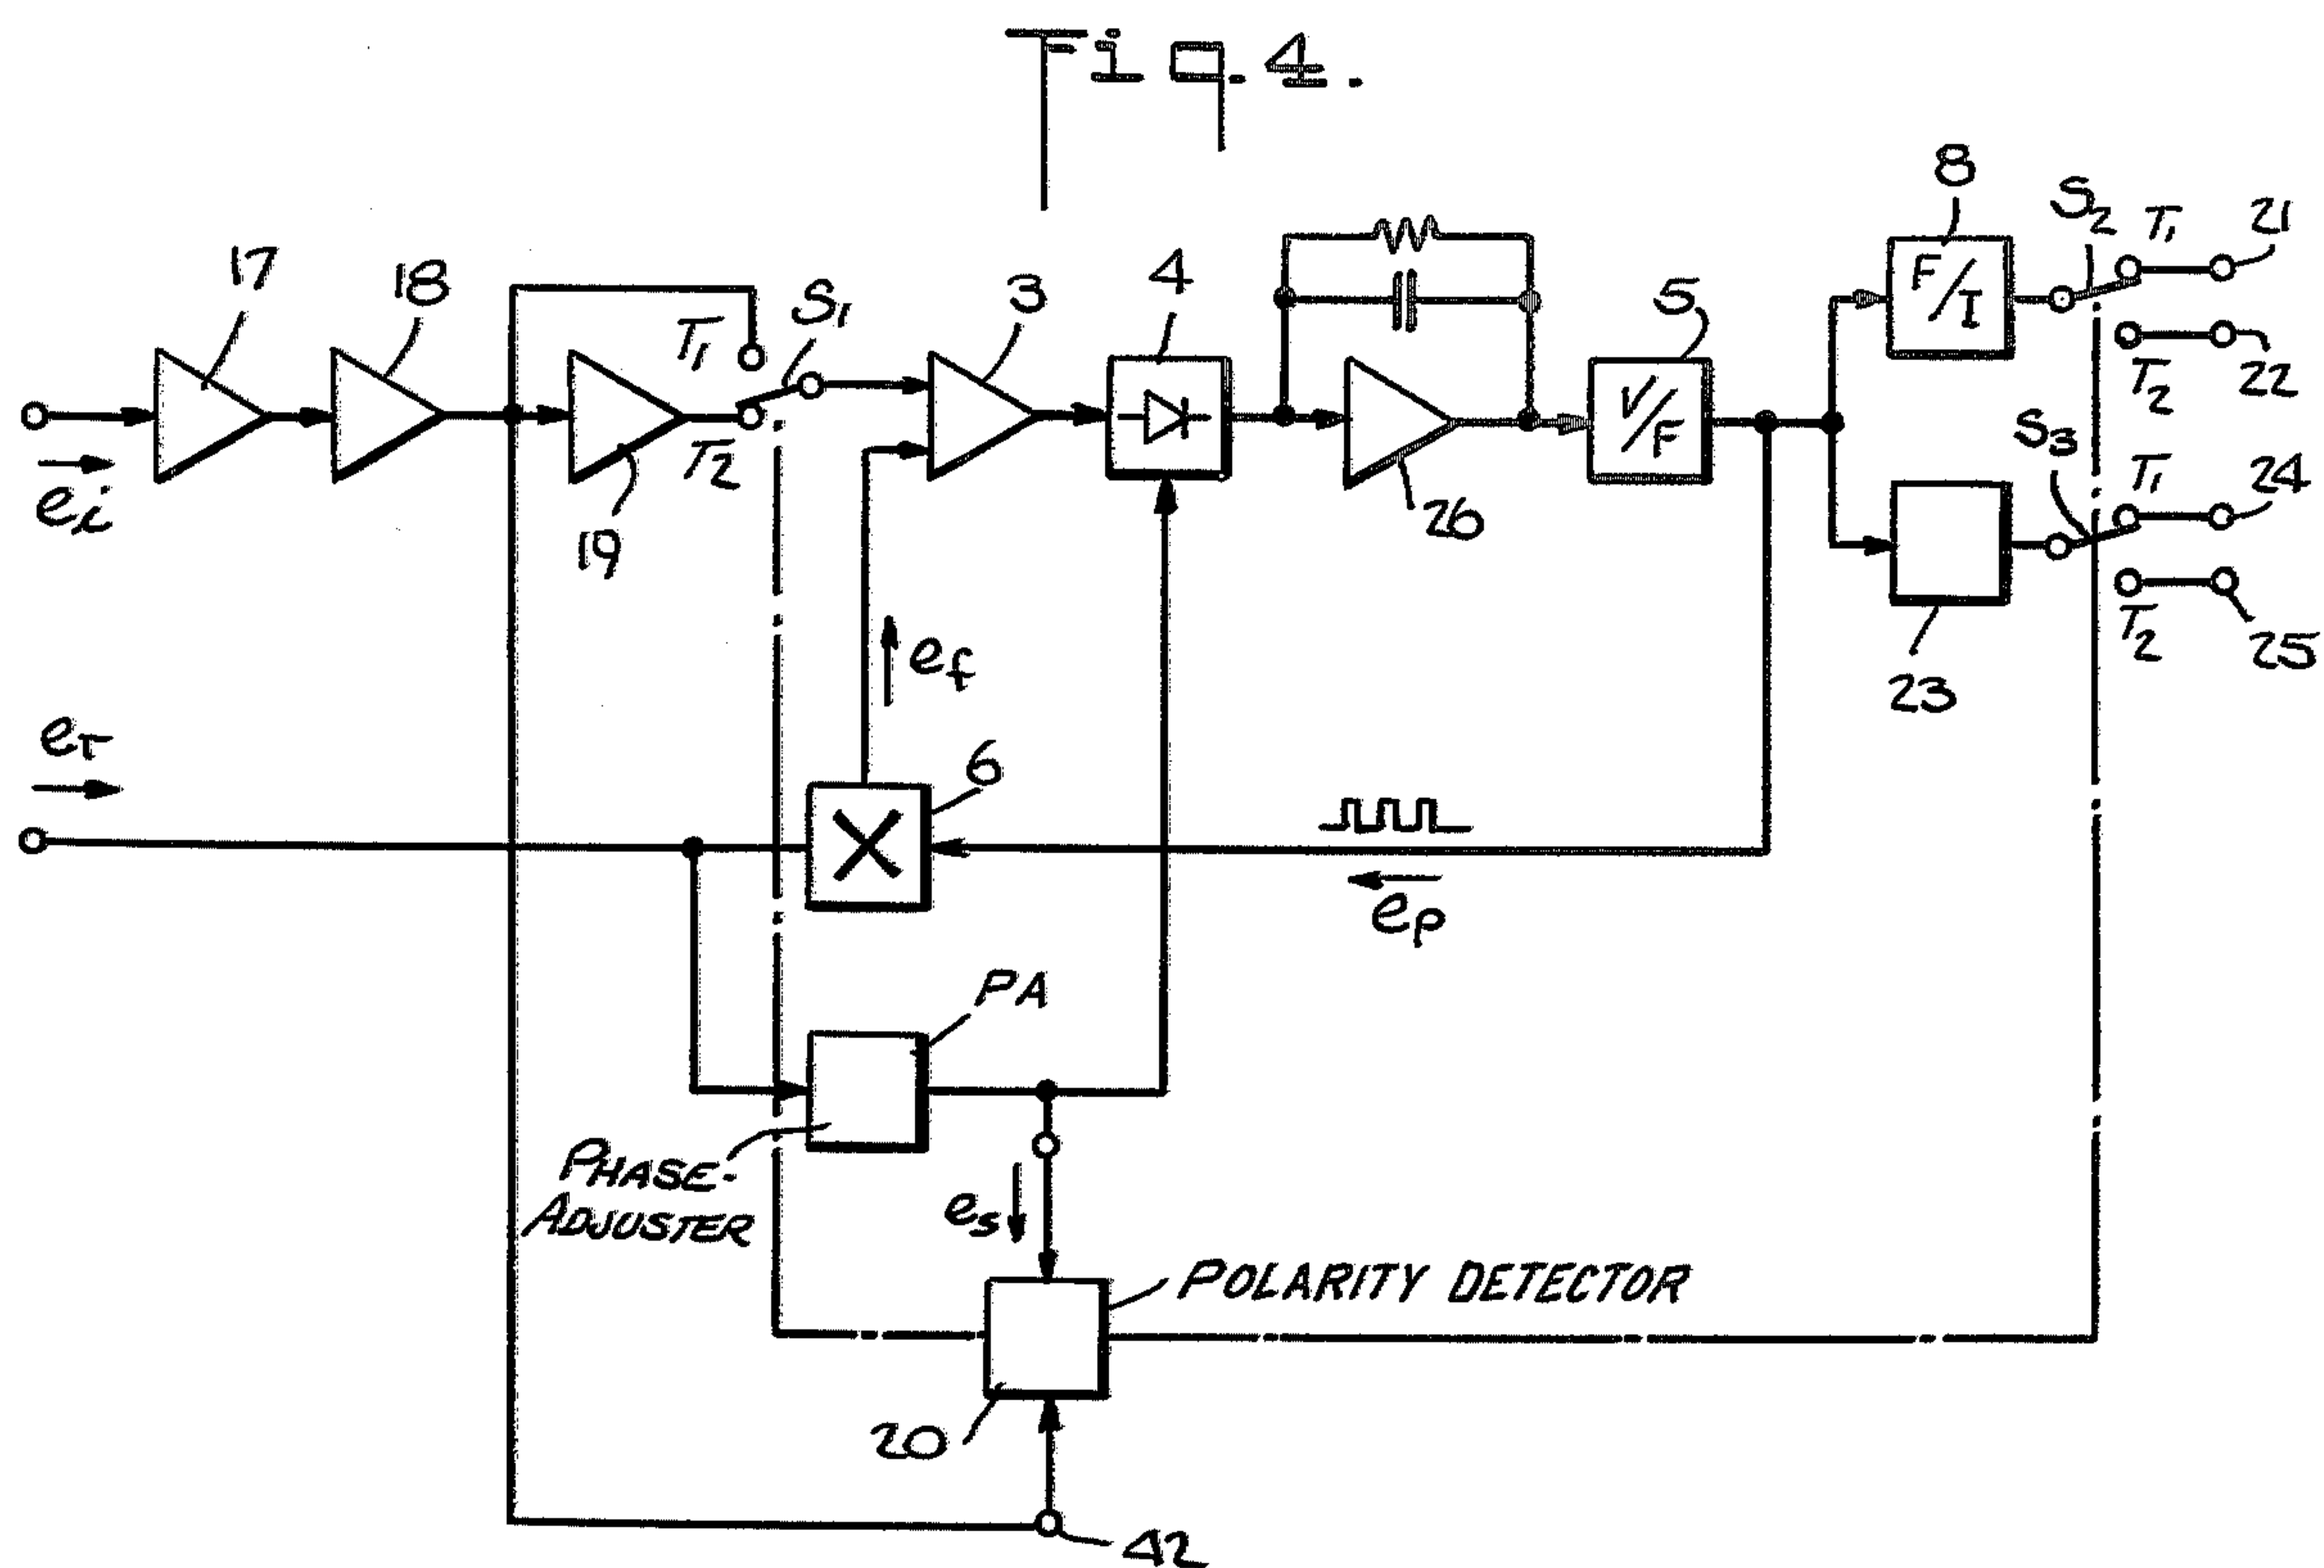 Fig. 4.
17
18
19
T1
S1
T2
3
4
26
5
8
F/I
V/F
S2
T1
21
T2
22
S3
T1
24
T2
25
23
ei
er
ef
6
X
ep
PA
PHASE-
ADJUSTER
es
POLARITY DETECTOR
20
42